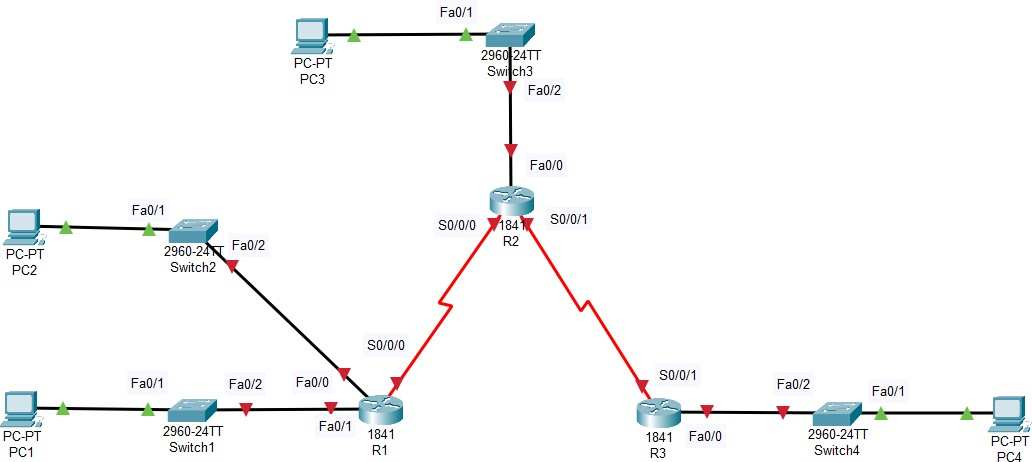 Fa0/1
PC-PT
PC3
2960-24TT
Switch3
Fa0/2
Fa0/0
1841
R2
S0/0/0
S0/0/1
Fa0/1
PC-PT
PC2
2960-24TT
Switch2
Fa0/2
S0/0/0
Fa0/1
Fa0/2
Fa0/0
Fa0/1
PC-PT
PC1
2960-24TT
Switch1
1841
R1
S0/0/1
Fa0/2
Fa0/1
Fa0/0
1841
R3
2960-24TT
Switch4
PC-PT
PC4